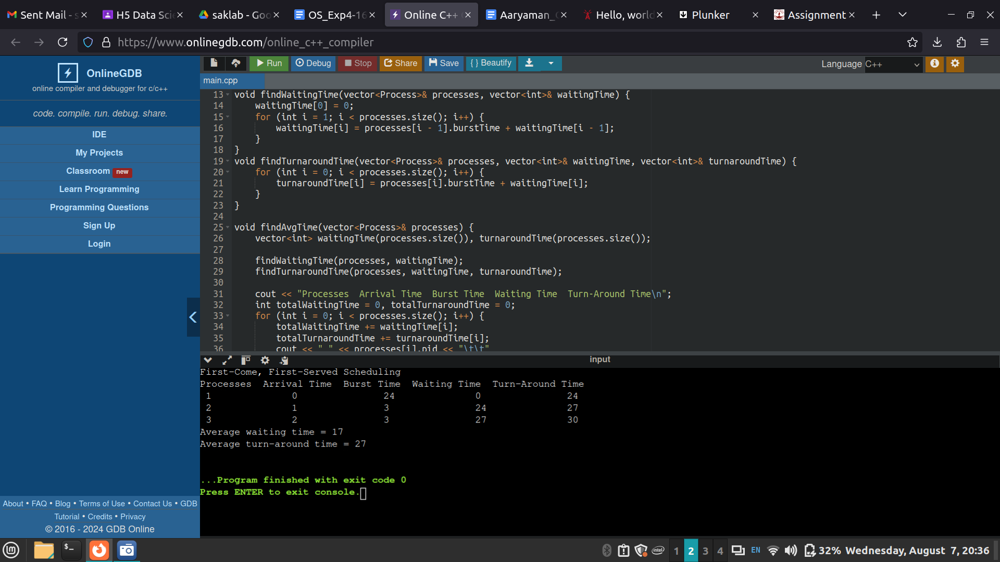 Sent Mail - s
H5 Data Scie
saklab - Goo
OS_Exp4-16
Online C++
Aaryaman_
Hello, world
Plunker
Assignment
https://www.onlinegdb.com/online_c++_compiler
OnlineGDB
online compiler and debugger for c/c++
code. compile. run. debug. share.
IDE
My Projects
Classroom new
Learn Programming
Programming Questions
Sign Up
Login
About • FAQ • Blog • Terms of Use • Contact Us • GDB
Tutorial • Credits • Privacy
© 2016 - 2024 GDB Online
Run Debug Stop Share Save { } Beautify
Language C++
main.cpp
13 void findWaitingTime(vector<Process>& processes, vector<int>& waitingTime) {
14 waitingTime[0] = 0;
15 for (int i = 1; i < processes.size(); i++) {
16 waitingTime[i] = processes[i - 1].burstTime + waitingTime[i - 1];
17 }
18 }
19 void findTurnaroundTime(vector<Process>& processes, vector<int>& waitingTime, vector<int>& turnaroundTime) {
20 for (int i = 0; i < processes.size(); i++) {
21 turnaroundTime[i] = processes[i].burstTime + waitingTime[i];
22 }
23 }
24
25 void findAvgTime(vector<Process>& processes) {
26 vector<int> waitingTime(processes.size()), turnaroundTime(processes.size());
27
28 findWaitingTime(processes, waitingTime);
29 findTurnaroundTime(processes, waitingTime, turnaroundTime);
30
31 cout << "Processes  Arrival Time  Burst Time  Waiting Time  Turn-Around Time\n";
32 int totalWaitingTime = 0, totalTurnaroundTime = 0;
33 for (int i = 0; i < processes.size(); i++) {
34 totalWaitingTime += waitingTime[i];
35 totalTurnaroundTime += turnaroundTime[i];
36 cout << " " << processes[i].pid << "\t\t"
input
First-Come, First-Served Scheduling
Processes  Arrival Time  Burst Time  Waiting Time  Turn-Around Time
1 0 24 0 24
2 1 3 24 27
3 2 3 27 30
Average waiting time = 17
Average turn-around time = 27
...Program finished with exit code 0
Press ENTER to exit console.
$_
intel
1 2 3 4
EN
32% Wednesday, August 7, 20:36